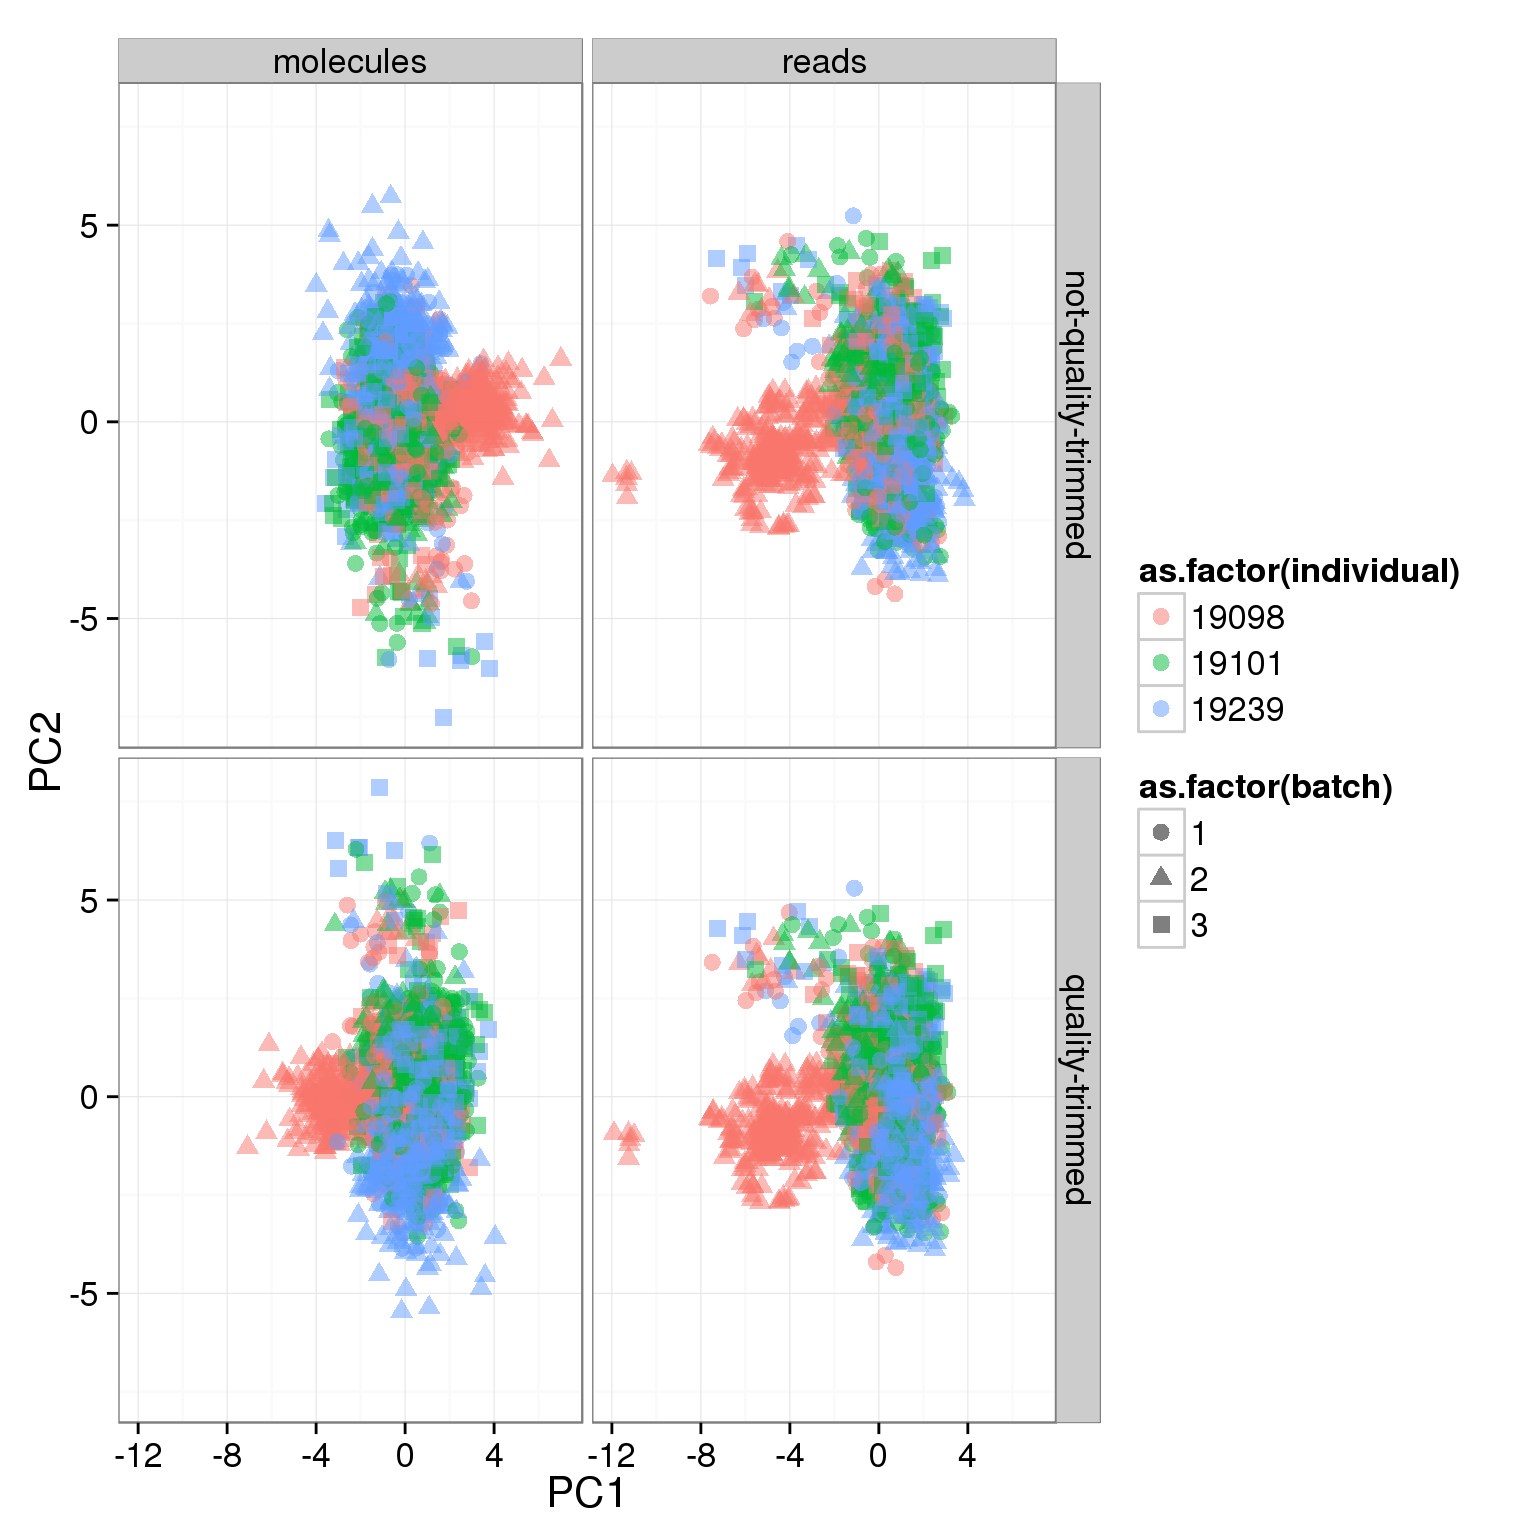 molecules
reads
not-quality-trimmed
quality-trimmed
5
0
-5
5
0
-5
PC2
-12
-8
-4
0
4
-12
-8
-4
0
4
PC1
as.factor(individual)
19098
19101
19239
as.factor(batch)
1
2
3